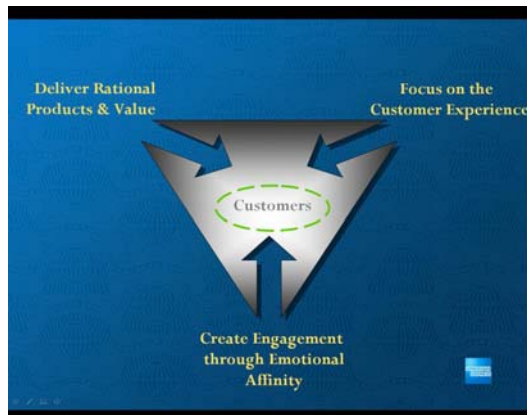 Deliver Rational
Products & Value
Focus on the
Customer Experience
Customers
Create Engagement
through Emotional
Affinity